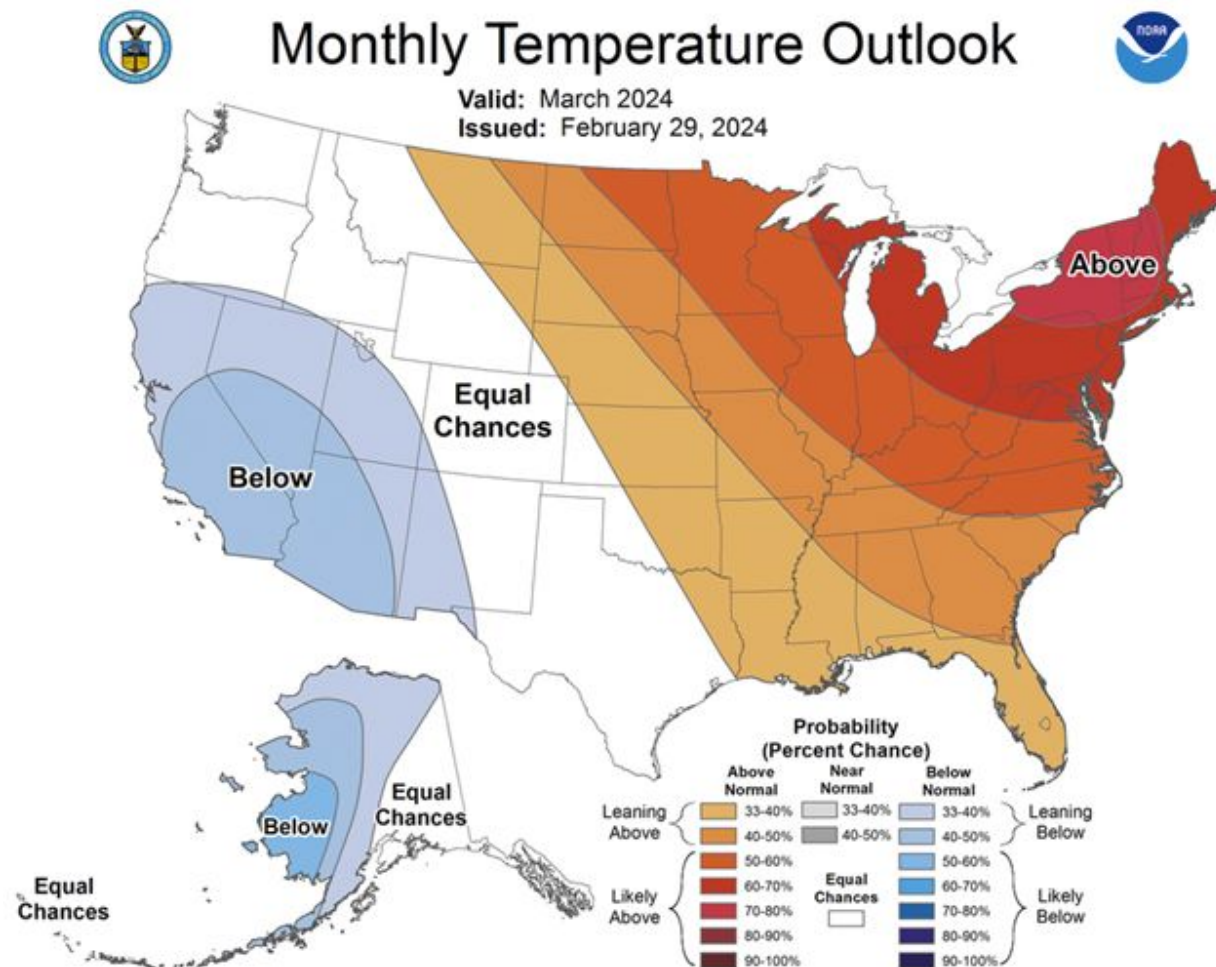 Monthly Temperature Outlook
NOAA
Valid: March 2024
Issued: February 29, 2024
Above
Equal
Chances
Below
Equal
Chances
Below
Equal
Chances
Probability
(Percent Chance)
Above
Normal
Near
Normal
Below
Normal
Leaning
Above
33-40%
33-40%
33-40%
Leaning
Below
40-50%
40-50%
40-50%
Likely
Above
50-60%
50-60%
Likely
Below
60-70%
Equal
Chances
60-70%
70-80%
70-80%
80-90%
80-90%
90-100%
90-100%